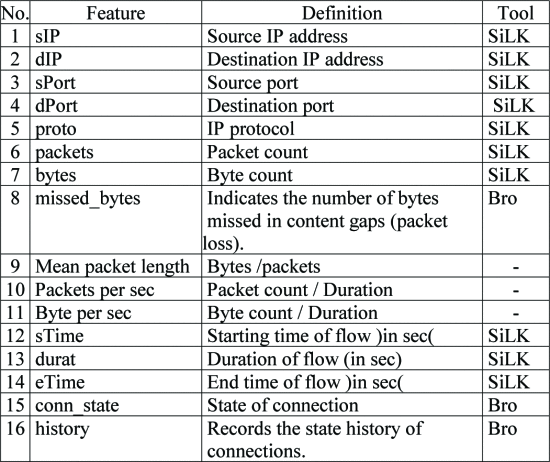 No. Feature Definition Tool
1 sIP Source IP address SiLK
2 dIP Destination IP address SiLK
3 sPort Source port SiLK
4 dPort Destination port SiLK
5 proto IP protocol SiLK
6 packets Packet count SiLK
7 bytes Byte count SiLK
8 missed_bytes Indicates the number of bytes Bro
missed in content gaps (packet
loss).
9 Mean packet length Bytes /packets -
10 Packets per sec Packet count / Duration -
11 Byte per sec Byte count / Duration -
12 sTime Starting time of flow )in sec( SiLK
13 durat Duration of flow (in sec) SiLK
14 eTime End time of flow )in sec( SiLK
15 conn_state State of connection Bro
16 history Records the state history of Bro
connections.